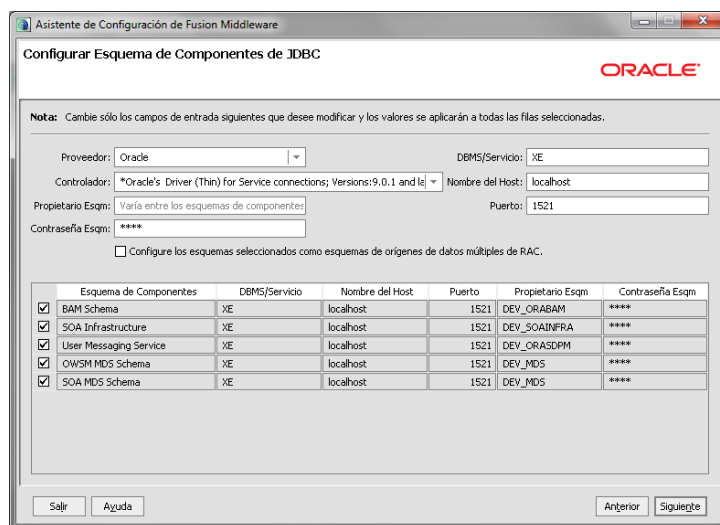 Asistente de Configuración de Fusion Middleware
Configurar Esquema de Componentes de JDBC
ORACLE
Nota: Cambie sólo los campos de entrada siguientes que desee modificar y los valores se aplicarán a todas las filas seleccionadas.
Proveedor: Oracle DBMS/Servicio: XE
Controlador: *Oracle's Driver (Thin) for Service connections; Versions:9.0.1 and la Nombre del Host: localhost
Propietario Esqm: Varía entre los esquemas de componentes Puerto: 1521
Contraseña Esqm: ****
Configure los esquemas seleccionados como esquemas de orígenes de datos múltiples de RAC.
Esquema de Componentes DBMS/Servicio Nombre del Host Puerto Propietario Esqm Contraseña Esqm
BAM Schema XE localhost 1521 DEV_ORABAM ****
SOA Infrastructure XE localhost 1521 DEV_SOAINFRA ****
User Messaging Service XE localhost 1521 DEV_ORASDPM ****
OWSM MDS Schema XE localhost 1521 DEV_MDS ****
SOA MDS Schema XE localhost 1521 DEV_MDS ****
Salir Ayuda Anterior Siguiente